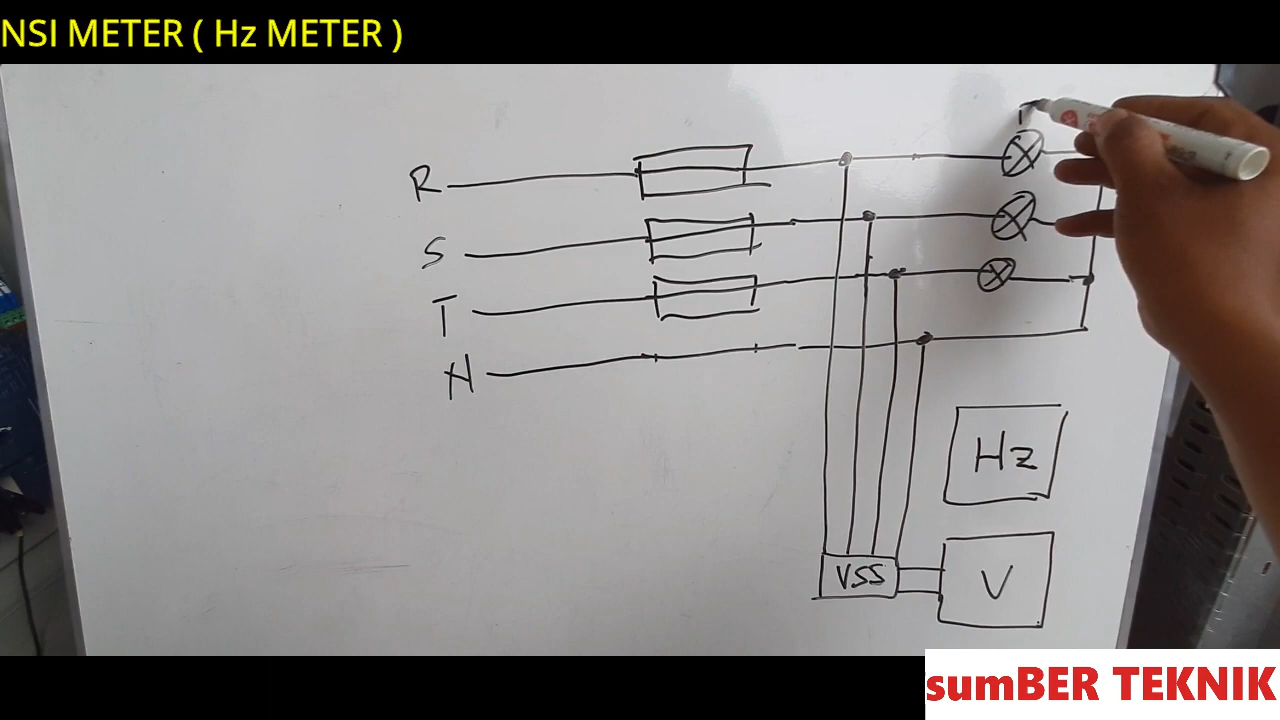 NSI METER ( Hz METER )
R
S
T
N
Hz
VSS
V
sumBER TEKNIK